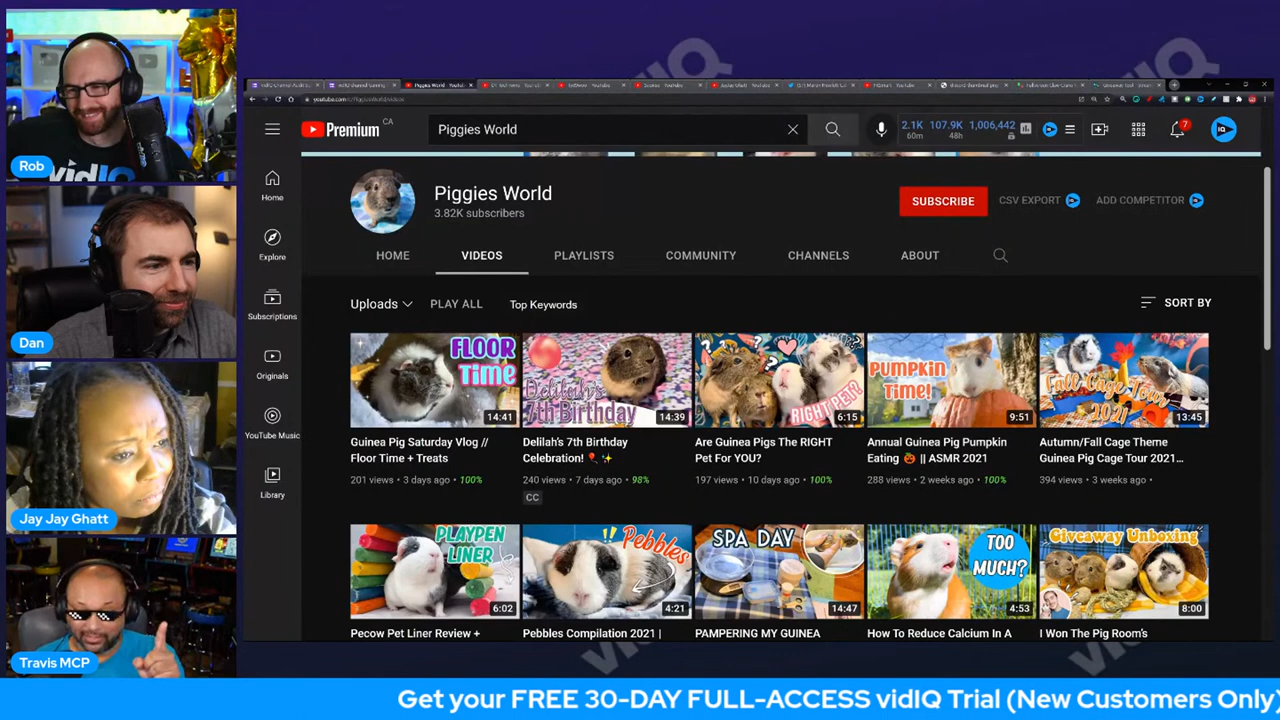 Rob
Dan
Jay Jay Ghatt
Travis MCP
vidIQ
Piggies World - YouTube
Premium
CA
Piggies World
2.1K
60m
107.9K
48h
1,006,442
7
IQ
Home
Explore
Subscriptions
Originals
YouTube Music
Library
Piggies World
3.82K subscribers
SUBSCRIBE
CSV EXPORT
ADD COMPETITOR
HOME
VIDEOS
PLAYLISTS
COMMUNITY
CHANNELS
ABOUT
Uploads
PLAY ALL
Top Keywords
SORT BY
FLOOR
Time
14:41
Guinea Pig Saturday Vlog //
Floor Time + Treats
201 views • 3 days ago • 100%
Delilah's
7th Birthday
14:39
Delilah's 7th Birthday
Celebration! 🎈 ✨
240 views • 7 days ago • 98%
CC
RIGHT
PET?
6:15
Are Guinea Pigs The RIGHT
Pet For YOU?
197 views • 10 days ago • 100%
PUMPKIN
TIME!
9:51
Annual Guinea Pig Pumpkin
Eating 🎃 || ASMR 2021
288 views • 2 weeks ago • 100%
Fall Cage Tour
2021
13:45
Autumn/Fall Cage Theme
Guinea Pig Cage Tour 2021...
394 views • 3 weeks ago •
PLAYPEN
LINER
6:02
Pecow Pet Liner Review +
!! Pebbles
4:21
Pebbles Compilation 2021 |
SPA DAY
14:47
PAMPERING MY GUINEA
TOO
MUCH?
4:53
How To Reduce Calcium In A
Giveaway Unboxing
8:00
I Won The Pig Room's
Get your FREE 30-DAY FULL-ACCESS vidIQ Trial (New Customers Only)